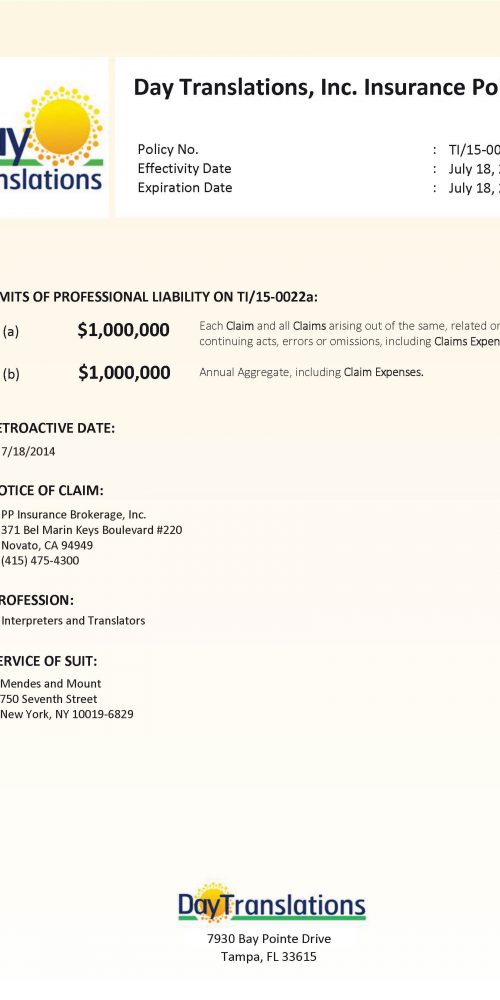 Day Translations, Inc. Insurance Po
ay
nslations
Policy No. : TI/15-00
Effectivity Date : July 18,
Expiration Date : July 18,
MITS OF PROFESSIONAL LIABILITY ON TI/15-0022a:
(a) $1,000,000 Each Claim and all Claims arising out of the same, related or
continuing acts, errors or omissions, including Claims Expen
(b) $1,000,000 Annual Aggregate, including Claim Expenses.
ETROACTIVE DATE:
7/18/2014
OTICE OF CLAIM:
PP Insurance Brokerage, Inc.
371 Bel Marin Keys Boulevard #220
Novato, CA 94949
(415) 475-4300
ROFESSION:
Interpreters and Translators
ERVICE OF SUIT:
Mendes and Mount
750 Seventh Street
New York, NY 10019-6829
DayTranslations
7930 Bay Pointe Drive
Tampa, FL 33615